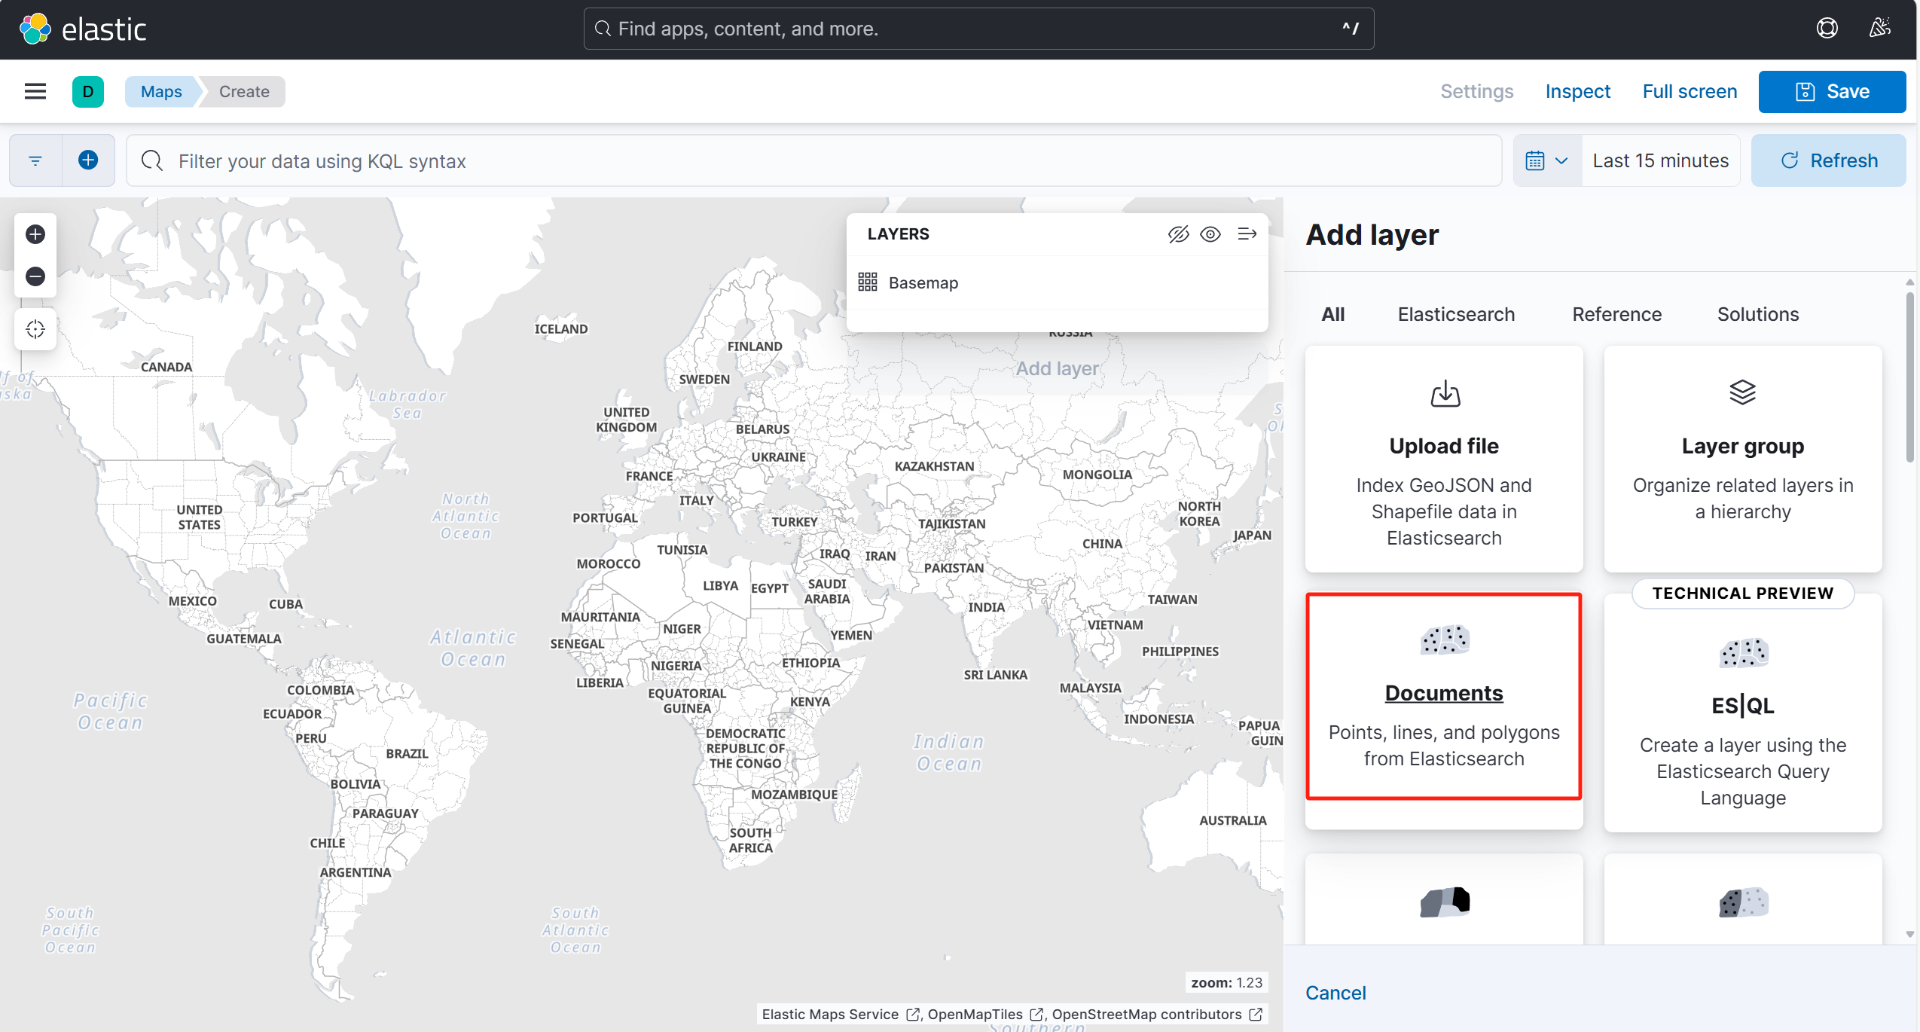 elastic
Find apps, content, and more.
^/
D
Maps
Create
Settings
Inspect
Full screen
Save
Filter your data using KQL syntax
Last 15 minutes
Refresh
LAYERS
Basemap
Add layer
Add layer
All
Elasticsearch
Reference
Solutions
Upload file
Index GeoJSON and
Shapefile data in
Elasticsearch
Layer group
Organize related layers in
a hierarchy
Documents
Points, lines, and polygons
from Elasticsearch
TECHNICAL PREVIEW
ES|QL
Create a layer using the
Elasticsearch Query
Language
Cancel
ICELAND
RUSSIA
FINLAND
CANADA
SWEDEN
Labrador
Sea
UNITED
KINGDOM
BELARUS
UKRAINE
KAZAKHSTAN
MONGOLIA
FRANCE
ITALY
North
Atlantic
Ocean
UNITED
STATES
PORTUGAL
TURKEY
TAJIKISTAN
NORTH
KOREA
JAPAN
CHINA
TUNISIA
IRAQ
IRAN
MOROCCO
PAKISTAN
LIBYA
EGYPT
SAUDI
ARABIA
MEXICO
CUBA
INDIA
TAIWAN
MAURITANIA
NIGER
VIETNAM
GUATEMALA
SENEGAL
YEMEN
Atlantic
Ocean
PHILIPPINES
NIGERIA
ETHIOPIA
LIBERIA
SRI LANKA
COLOMBIA
EQUATORIAL
GUINEA
MALAYSIA
Pacific
Ocean
ECUADOR
KENYA
INDONESIA
PAPUA
GUIN
PERU
DEMOCRATIC
REPUBLIC OF
THE CONGO
Indian
Ocean
BRAZIL
BOLIVIA
MOZAMBIQUE
PARAGUAY
AUSTRALIA
CHILE
SOUTH
AFRICA
ARGENTINA
South
Pacific
Ocean
South
Atlantic
Ocean
zoom: 1.23
Elastic Maps Service , OpenMapTiles , OpenStreetMap contributors
Southern